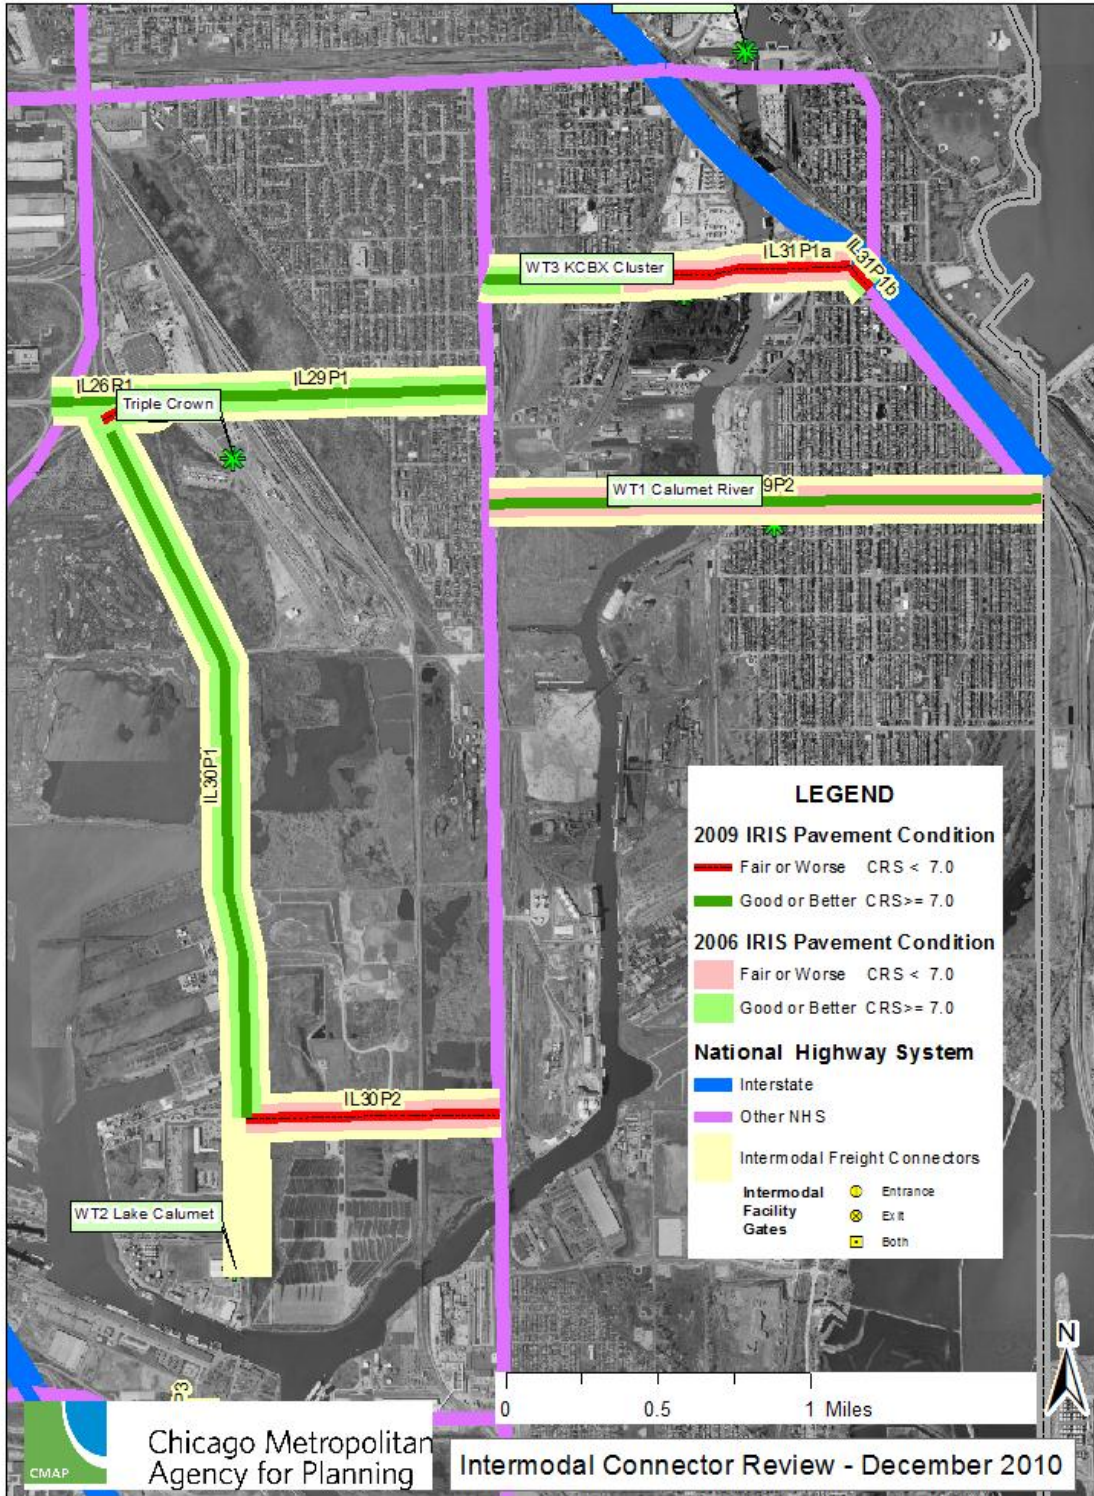 IL31P1a
IL31P1b
WT3 KCBX Cluster
IL26R1
IL29P1
Triple Crown
WT1 Calumet River
9P2
IL30P1
LEGEND
2009 IRIS Pavement Condition
Fair or Worse CRS < 7.0
Good or Better CRS>= 7.0
2006 IRIS Pavement Condition
Fair or Worse CRS < 7.0
Good or Better CRS>= 7.0
National Highway System
Interstate
Other NHS
Intermodal Freight Connectors
Intermodal
Facility
Gates
Entrance
Exit
Both
IL30P2
WT2 Lake Calumet
P3
N
0 0.5 1 Miles
CMAP
Chicago Metropolitan
Agency for Planning
Intermodal Connector Review - December 2010